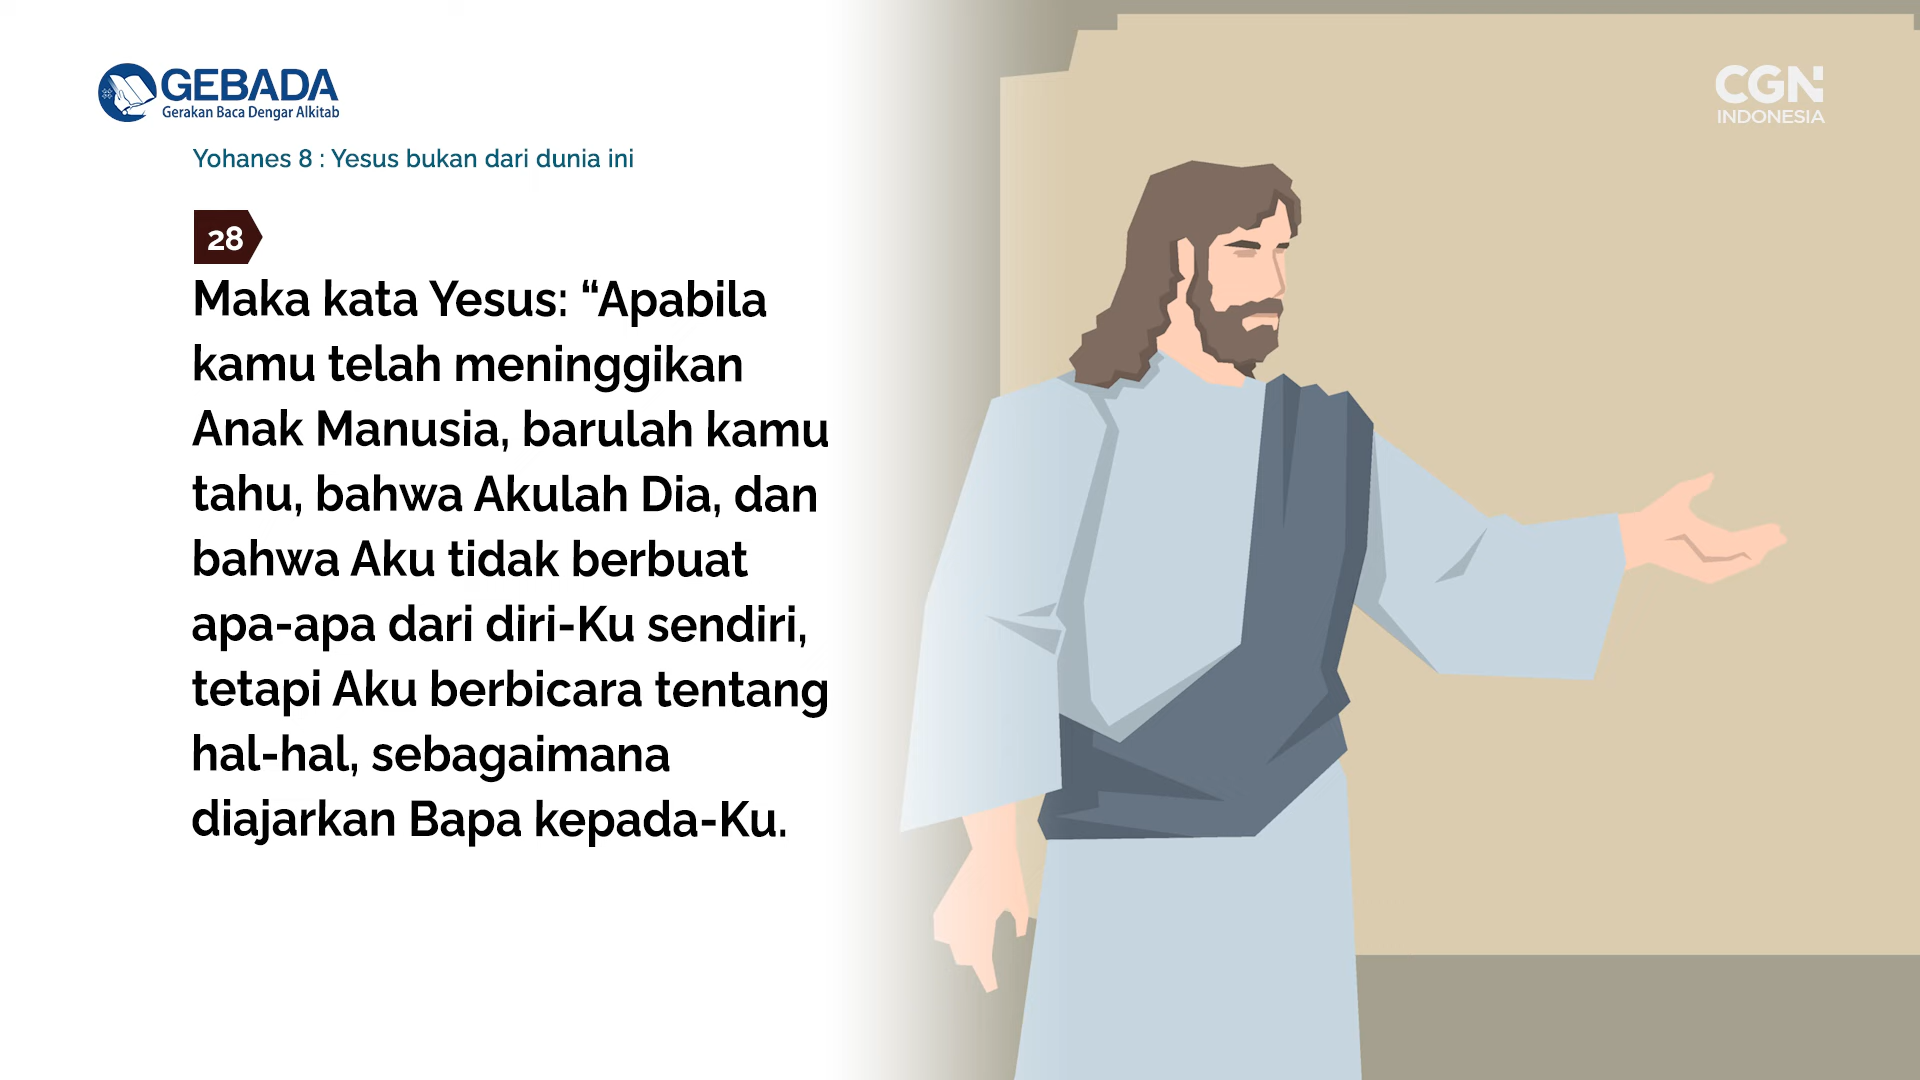 GEBADA
Gerakan Baca Dengar Alkitab
CGN
INDONESIA
Yohanes 8 : Yesus bukan dari dunia ini
28
Maka kata Yesus: “Apabila
kamu telah meninggikan
Anak Manusia, barulah kamu
tahu, bahwa Akulah Dia, dan
bahwa Aku tidak berbuat
apa-apa dari diri-Ku sendiri,
tetapi Aku berbicara tentang
hal-hal, sebagaimana
diajarkan Bapa kepada-Ku.